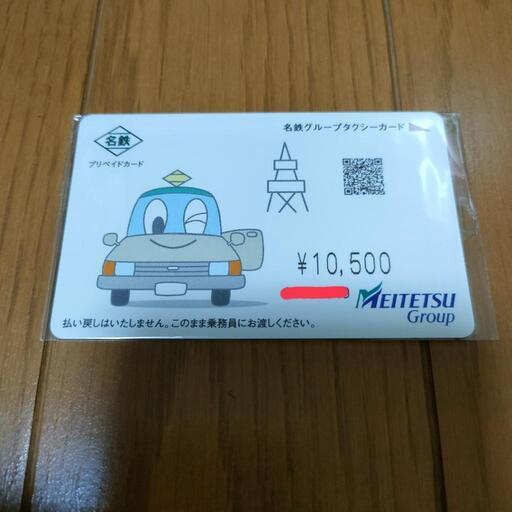 名鉄
プリペイドカード
名鉄グループタクシーカード
¥10,500
MEITETSU
Group
払い戻しはいたしません。このまま乗務員にお渡しください。